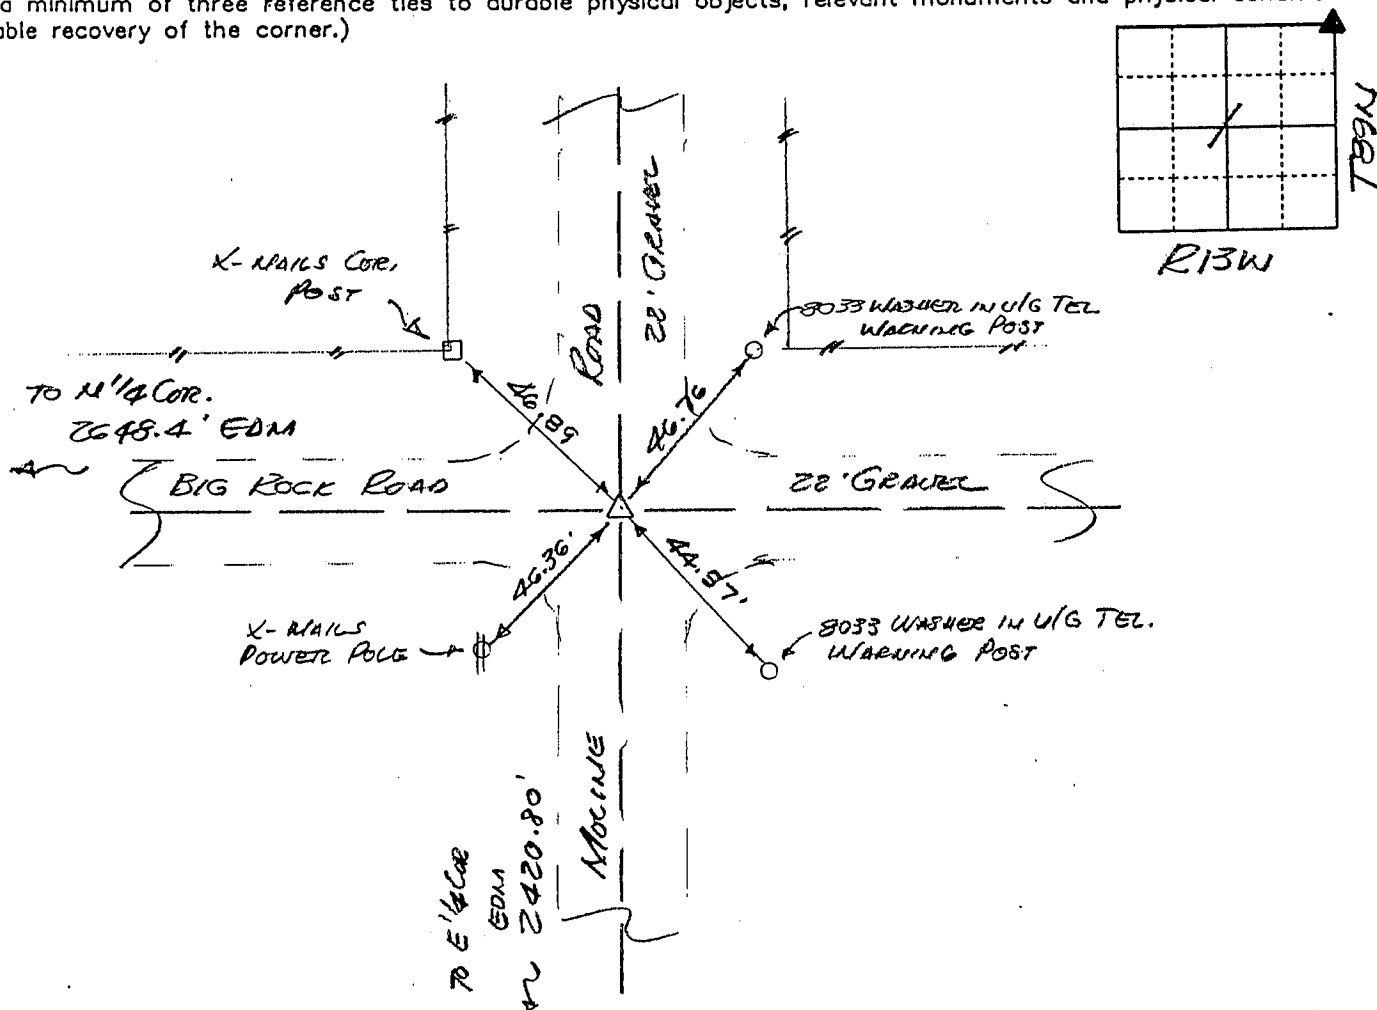 a minimum of three reference ties to durable physical objects, relevant monuments and physical
able recovery of the corner.)
T89N
R13W
X-NAILS COR.
POST
8033 WASHER IN U/G TEL.
WARNING POST
22' GRAVEL
ROAD
TO N 1/4 COR.
2648.4' EDM
46.89
46.76
BIG ROCK ROAD
22' GRAVEL
46.36'
44.87'
X-NAILS
POWER POLE
8033 WASHER IN U/G TEL.
WARNING POST
MOLINE
TO E 1/4 COR
EDM
2420.80'